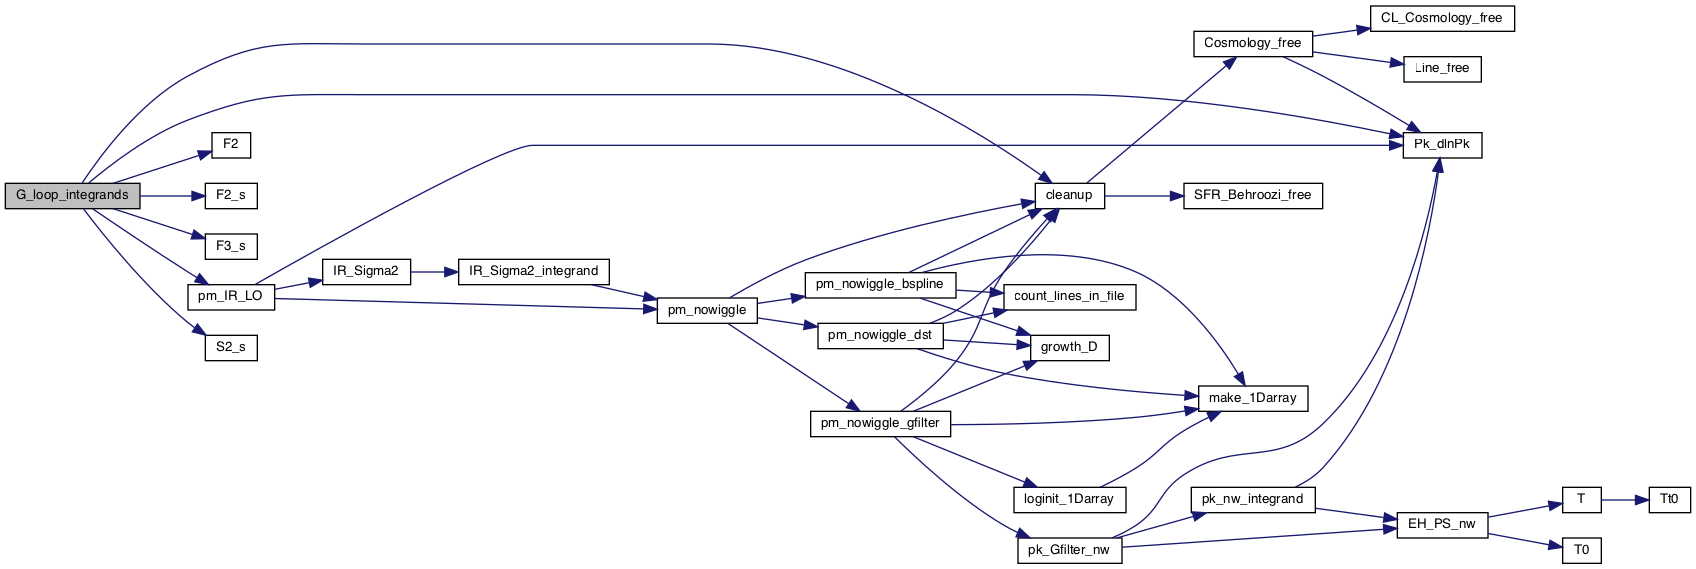 CL_Cosmology_free
Cosmology_free
Line_free
F2
Pk_dlnPk
G_loop_integrands
F2_s
cleanup
SFR_Behroozi_free
F3_s
IR_Sigma2
IR_Sigma2_integrand
pm_nowiggle_bspline
pm_IR_LO
count_lines_in_file
pm_nowiggle
pm_nowiggle_dst
S2_s
growth_D
make_1Darray
pm_nowiggle_gfilter
loginit_1Darray
pk_nw_integrand
T
Tt0
EH_PS_nw
pk_Gfilter_nw
T0